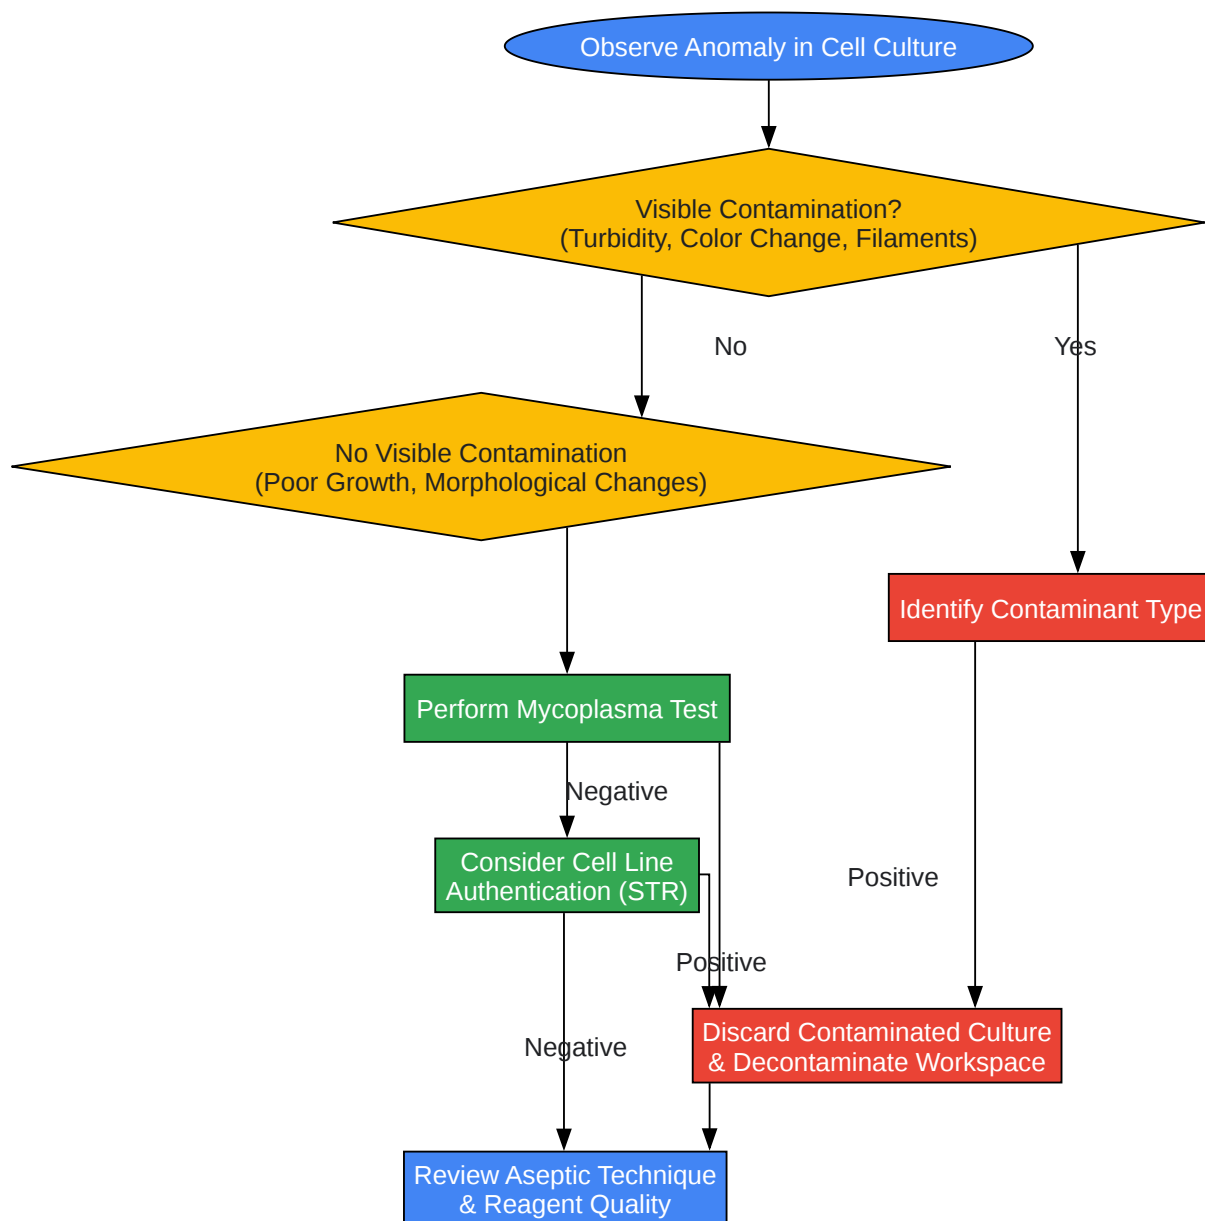 Observe Anomaly in Cell Culture
Visible Contamination?
(Turbidity, Color Change, Filaments)
No
Yes
No Visible Contamination
(Poor Growth, Morphological Changes)
Identify Contaminant Type
Perform Mycoplasma Test
Negative
Consider Cell Line
Authentication (STR)
Positive
Positive
Discard Contaminated Culture
& Decontaminate Workspace
Negative
Review Aseptic Technique
& Reagent Quality